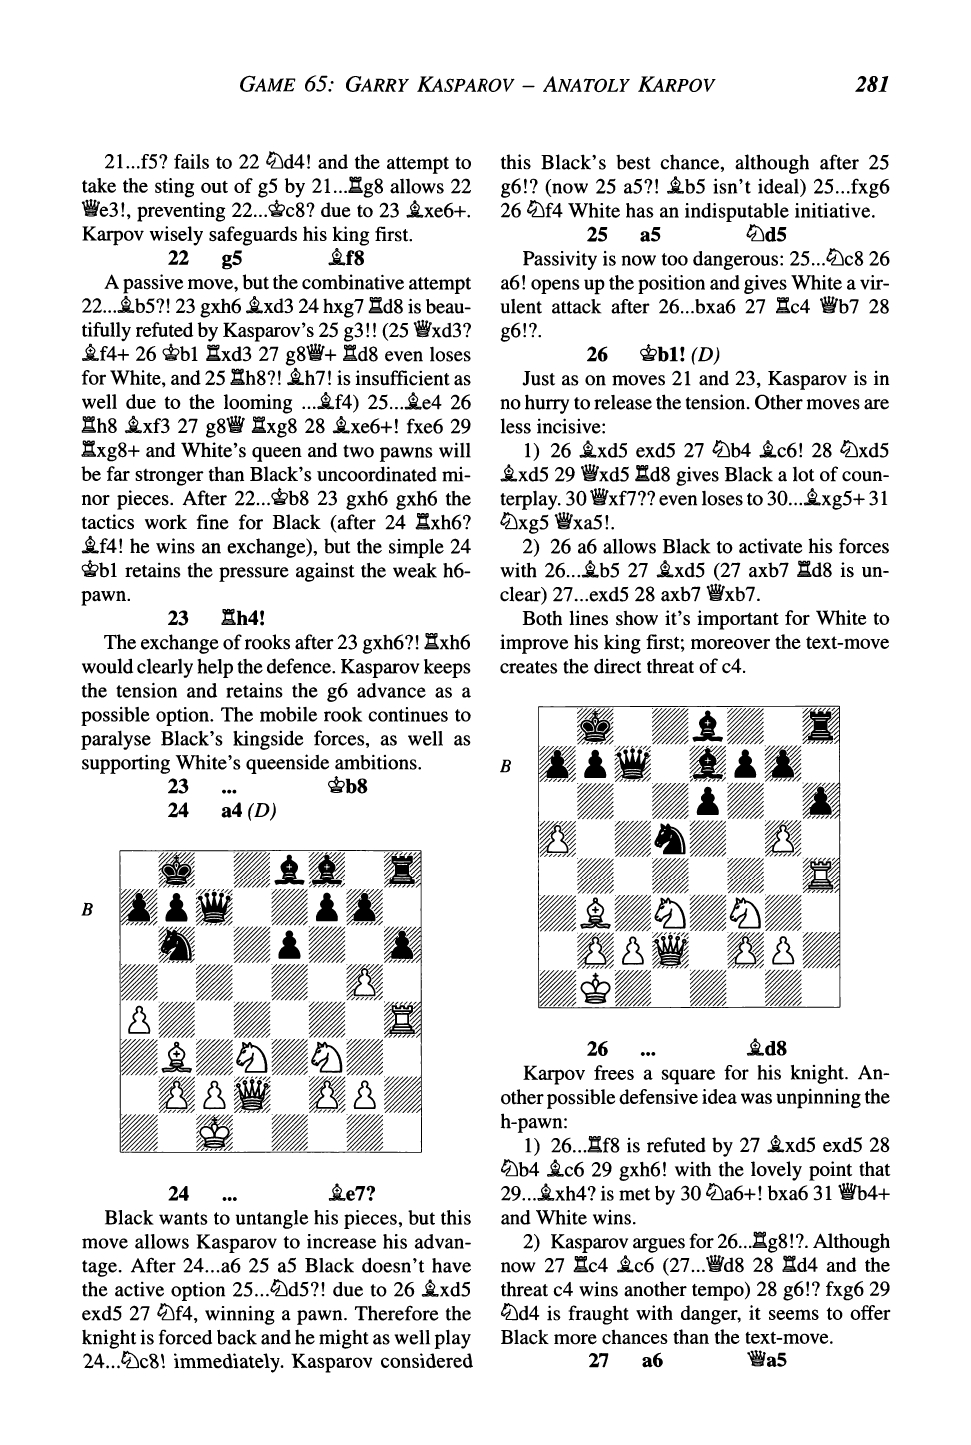 GAME 65: GARRY KASPAROV – ANATOLY KARPOV 281
21...f5? fails to 22 ♘d4! and the attempt to
take the sting out of g5 by 21...♖g8 allows 22
♕e3!, preventing 22...♔c8? due to 23 ♗xe6+.
Karpov wisely safeguards his king first.
22 g5 ♗f8
A passive move, but the combinative attempt
22...♗b5?! 23 gxh6 ♗xd3 24 hxg7 ♖d8 is beau-
tifully refuted by Kasparov's 25 g3!! (25 ♕xd3?
♗f4+ 26 ♔b1 ♖xd3 27 g8♕+ ♖d8 even loses
for White, and 25 ♖h8?! ♗h7! is insufficient as
well due to the looming ...♗f4) 25...♗e4 26
♖h8 ♗xf3 27 g8♕ ♖xg8 28 ♗xe6+! fxe6 29
♖xg8+ and White's queen and two pawns will
be far stronger than Black's uncoordinated mi-
nor pieces. After 22...♔b8 23 gxh6 gxh6 the
tactics work fine for Black (after 24 ♖xh6?
♗f4! he wins an exchange), but the simple 24
♔b1 retains the pressure against the weak h6-
pawn.
23 ♖h4!
The exchange of rooks after 23 gxh6?! ♖xh6
would clearly help the defence. Kasparov keeps
the tension and retains the g6 advance as a
possible option. The mobile rook continues to
paralyse Black's kingside forces, as well as
supporting White's queenside ambitions.
23 ... ♔b8
24 a4 (D)
B
24 ... ♗e7?
Black wants to untangle his pieces, but this
move allows Kasparov to increase his advan-
tage. After 24...a6 25 a5 Black doesn't have
the active option 25...♘d5?! due to 26 ♗xd5
exd5 27 ♘f4, winning a pawn. Therefore the
knight is forced back and he might as well play
24...♘c8! immediately. Kasparov considered
this Black's best chance, although after 25
g6!? (now 25 a5?! ♗b5 isn't ideal) 25...fxg6
26 ♘f4 White has an indisputable initiative.
25 a5 ♘d5
Passivity is now too dangerous: 25...♘c8 26
a6! opens up the position and gives White a vir-
ulent attack after 26...bxa6 27 ♖c4 ♕b7 28
g6!?.
26 ♔b1! (D)
Just as on moves 21 and 23, Kasparov is in
no hurry to release the tension. Other moves are
less incisive:
1) 26 ♗xd5 exd5 27 ♘b4 ♗c6! 28 ♘xd5
♗xd5 29 ♕xd5 ♖d8 gives Black a lot of coun-
terplay. 30 ♕xf7?? even loses to 30...♗xg5+ 31
♘xg5 ♕xa5!.
2) 26 a6 allows Black to activate his forces
with 26...♗b5 27 ♗xd5 (27 axb7 ♖d8 is un-
clear) 27...exd5 28 axb7 ♕xb7.
Both lines show it's important for White to
improve his king first; moreover the text-move
creates the direct threat of c4.
B
26 ... ♗d8
Karpov frees a square for his knight. An-
other possible defensive idea was unpinning the
h-pawn:
1) 26...♖f8 is refuted by 27 ♗xd5 exd5 28
♘b4 ♗c6 29 gxh6! with the lovely point that
29...♗xh4? is met by 30 ♘a6+! bxa6 31 ♕b4+
and White wins.
2) Kasparov argues for 26...♖g8!?. Although
now 27 ♖c4 ♗c6 (27...♕d8 28 ♖d4 and the
threat c4 wins another tempo) 28 g6!? fxg6 29
♘d4 is fraught with danger, it seems to offer
Black more chances than the text-move.
27 a6 ♕a5